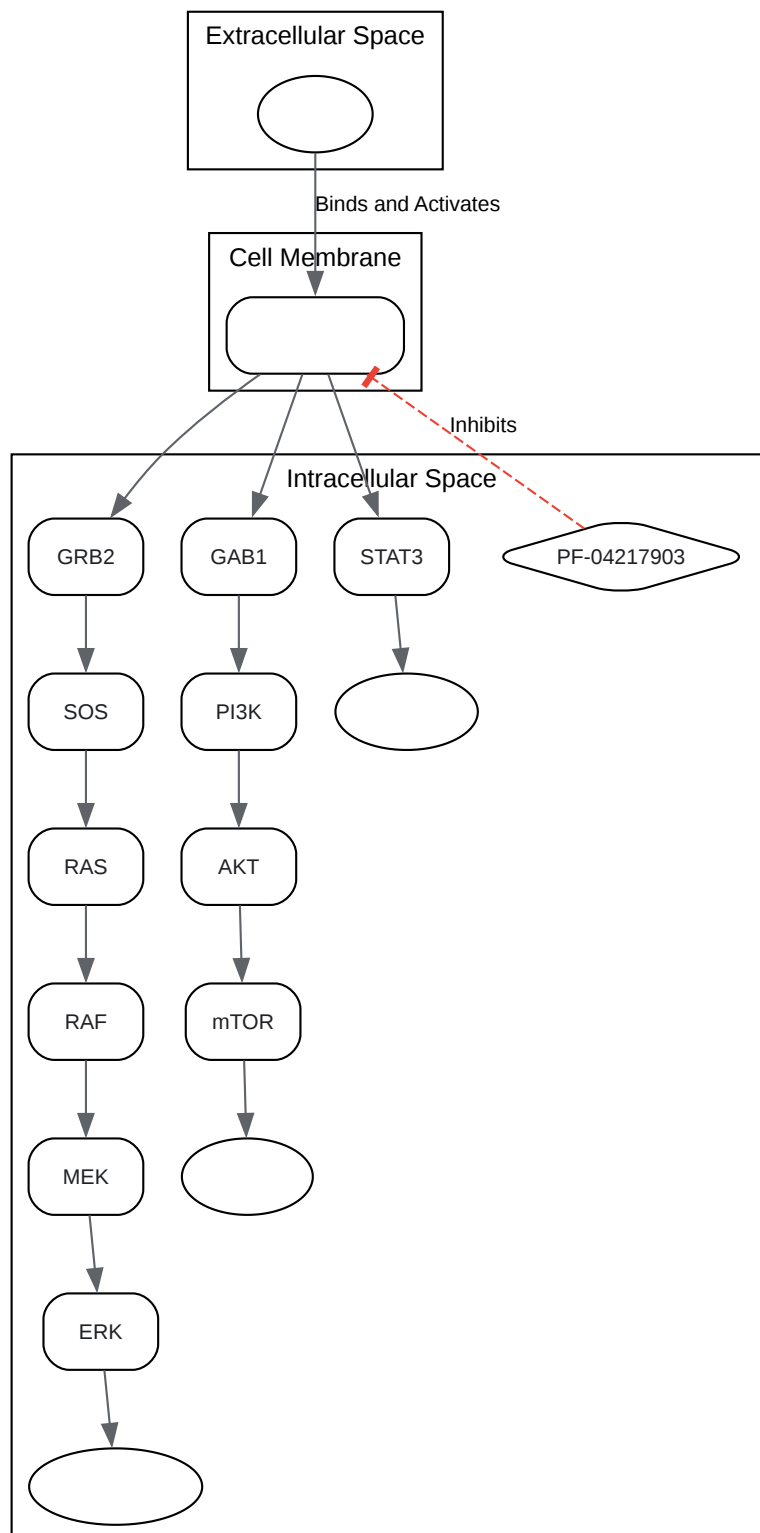 Extracellular Space
Binds and Activates
Cell Membrane
Inhibits
Intracellular Space
GRB2
GAB1
STAT3
PF-04217903
SOS
PI3K
RAS
AKT
RAF
mTOR
MEK
ERK